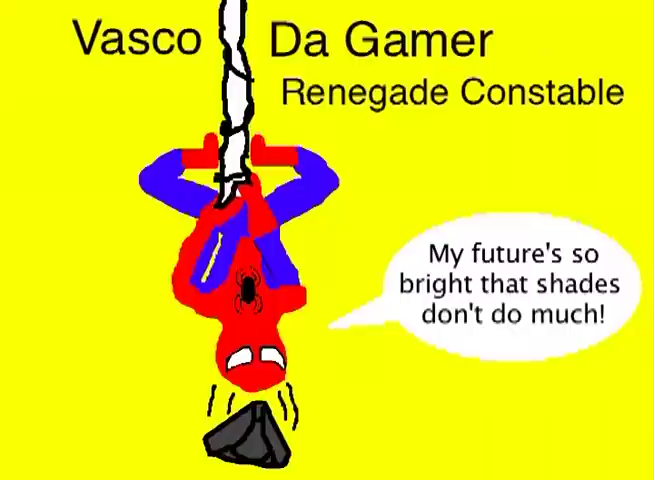 Vasco Da Gamer
Renegade Constable
My future's so
bright that shades
don't do much!